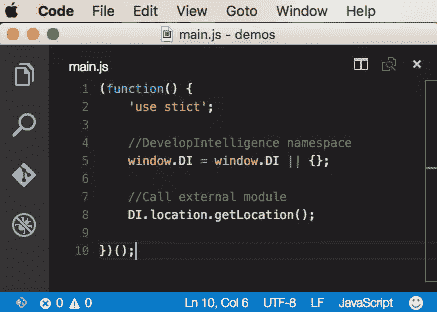 Code File Edit View Goto Window Help
main.js - demos
main.js
1 (function() {
2 'use stict';
3
4 //DevelopIntelligence namespace
5 window.DI = window.DI || {};
6
7 //Call external module
8 DI.location.getLocation();
9
10 })();
0 0 Ln 10, Col 6 UTF-8 LF JavaScript